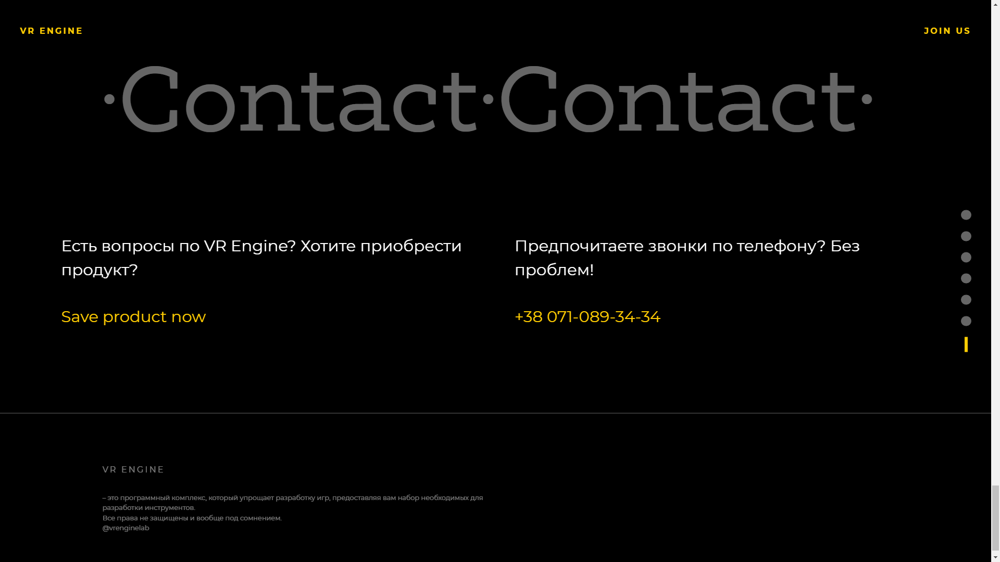 VR ENGINE
JOIN US
·Contact·Contact·
Есть вопросы по VR Engine? Хотите приобрести
продукт?
Save product now
Предпочитаете звонки по телефону? Без
проблем!
+38 071-089-34-34
VR ENGINE
– это программный комплекс, который упрощает разработку игр, предоставляя вам набор необходимых для
разработки инструментов.
Все права не защищены и вообще под сомнением.
@vrenginelab